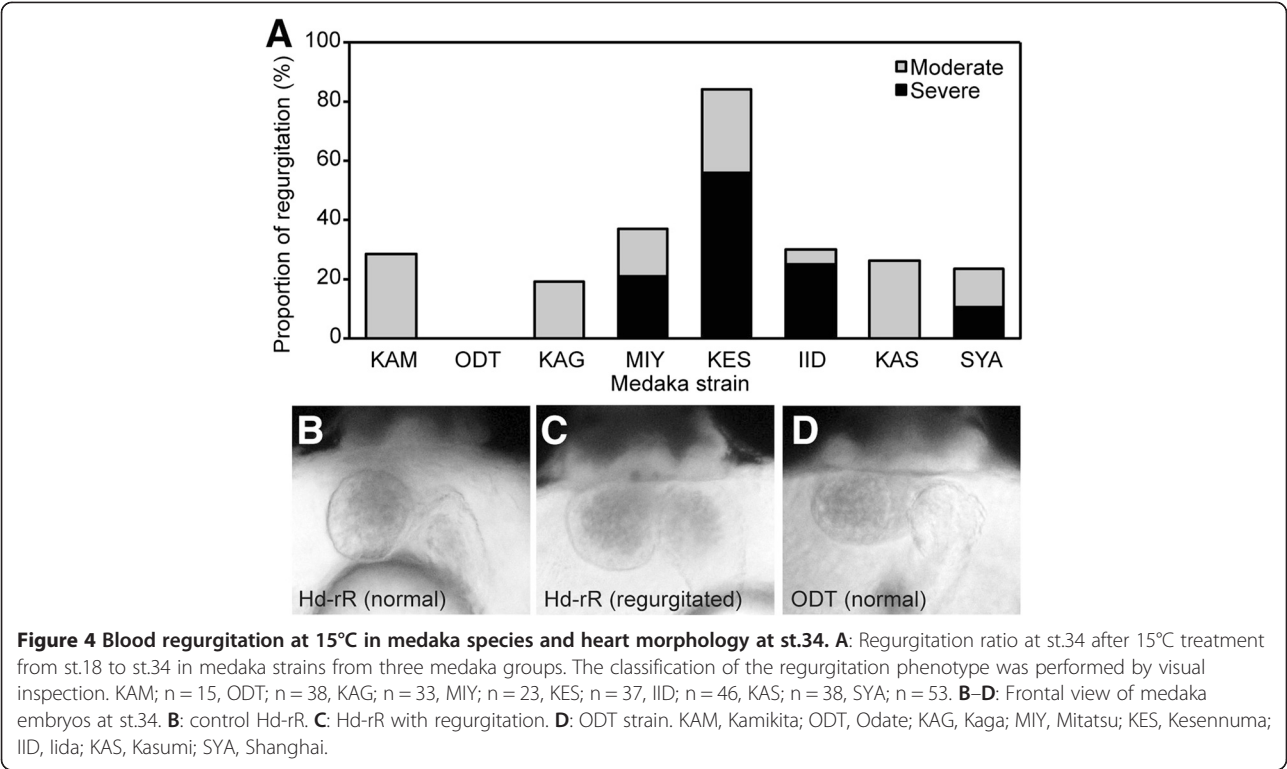 A
Proportion of regurgitation (%)
100
80
60
40
20
0
Moderate
Severe
KAM ODT KAG MIY KES IID KAS SYA
Medaka strain
B
Hd-rR (normal)
C
Hd-rR (regurgitated)
D
ODT (normal)
Figure 4 Blood regurgitation at 15°C in medaka species and heart morphology at st.34. A: Regurgitation ratio at st.34 after 15°C treatment
from st.18 to st.34 in medaka strains from three medaka groups. The classification of the regurgitation phenotype was performed by visual
inspection. KAM; n = 15, ODT; n = 38, KAG; n = 33, MIY; n = 23, KES; n = 37, IID; n = 46, KAS; n = 38, SYA; n = 53. B–D: Frontal view of medaka
embryos at st.34. B: control Hd-rR. C: Hd-rR with regurgitation. D: ODT strain. KAM, Kamikita; ODT, Odate; KAG, Kaga; MIY, Mitatsu; KES, Kesennuma;
IID, Iida; KAS, Kasumi; SYA, Shanghai.